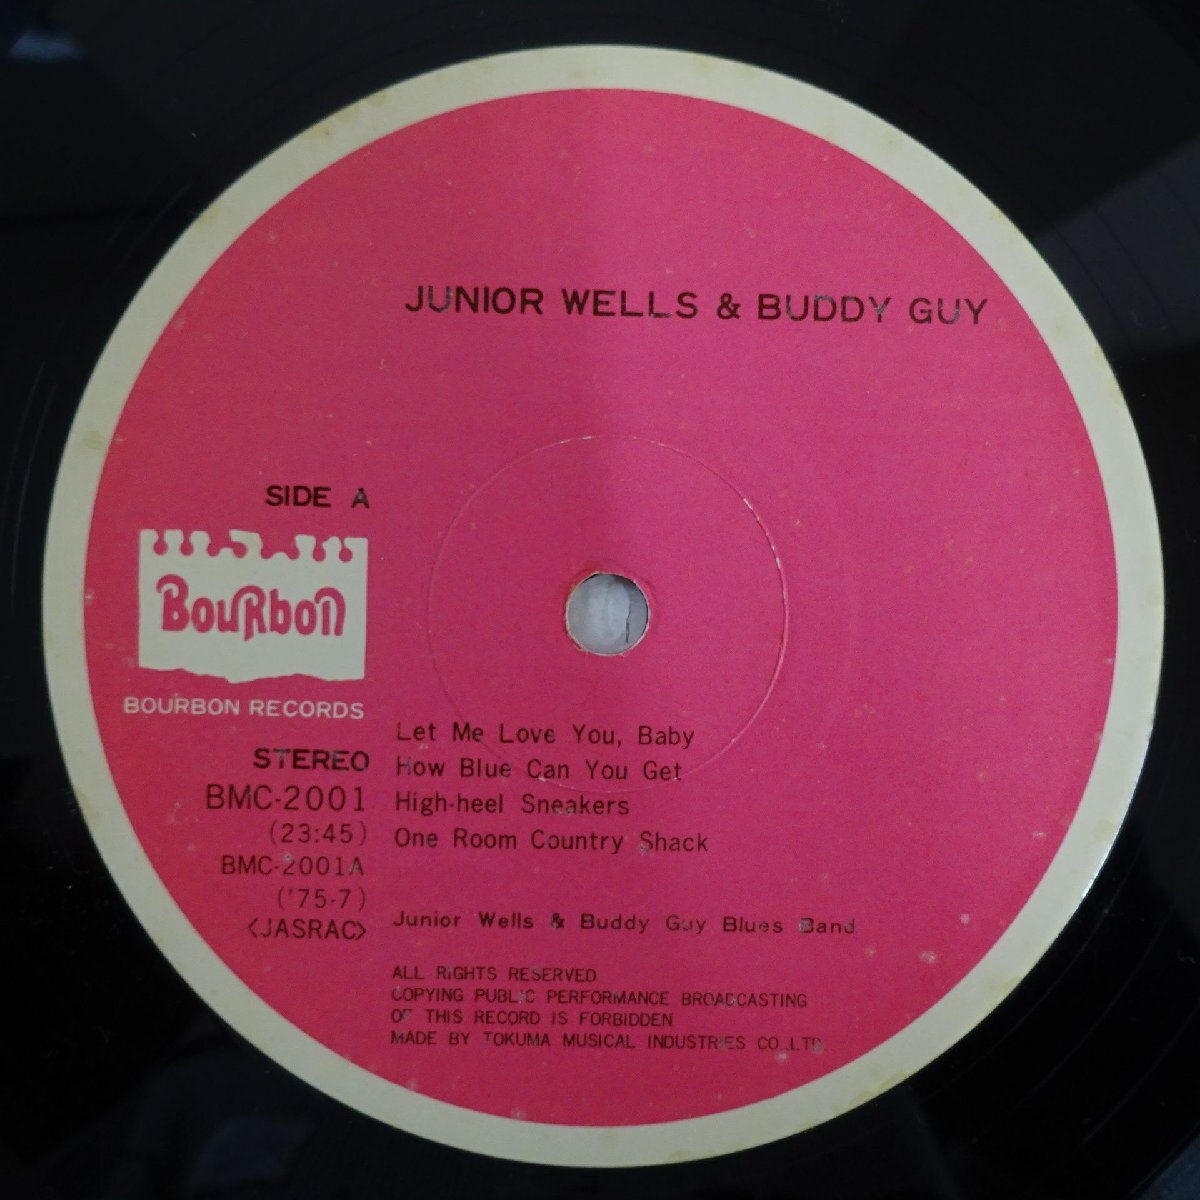 JUNIOR WELLS & BUDDY GUY
SIDE A
BouRbon
BOURBON RECORDS
STEREO
BMC-2001
(23:45)
BMC-2001A
('75-7)
<JASRAC>
Let Me Love You, Baby
How Blue Can You Get
High-heel Sneakers
One Room Country Shack
Junior Wells & Buddy Guy Blues Band
ALL RIGHTS RESERVED
COPYING PUBLIC PERFORMANCE BROADCASTING
OF THIS RECORD IS FORBIDDEN
MADE BY TOKUMA MUSICAL INDUSTRIES CO.,LTD.